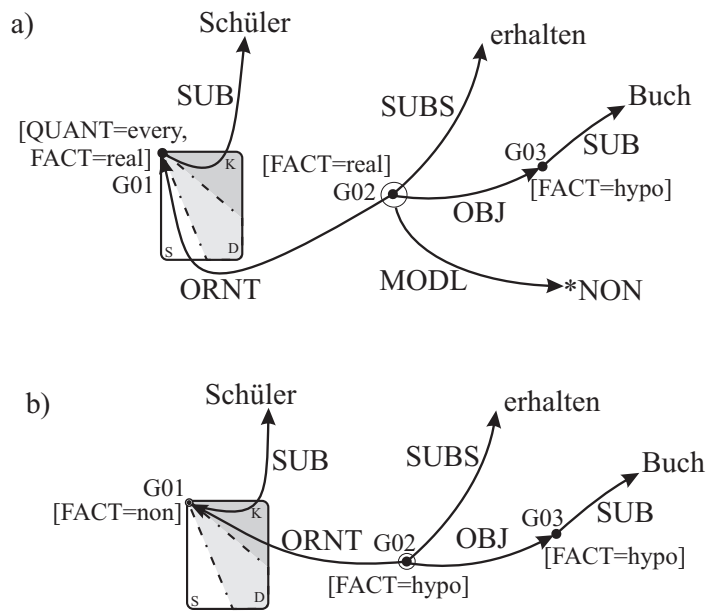 a)
Schüler
erhalten
SUB
SUBS
Buch
[QUANT=every,
FACT=real]
K
[FACT=real]
G03
SUB
G01
G02
[FACT=hypo]
OBJ
S
D
ORNT
MODL
*NON
b)
Schüler
erhalten
SUB
SUBS
Buch
G01
[FACT=non]
K
ORNT
G02
OBJ
G03
SUB
[FACT=hypo]
[FACT=hypo]
S
D